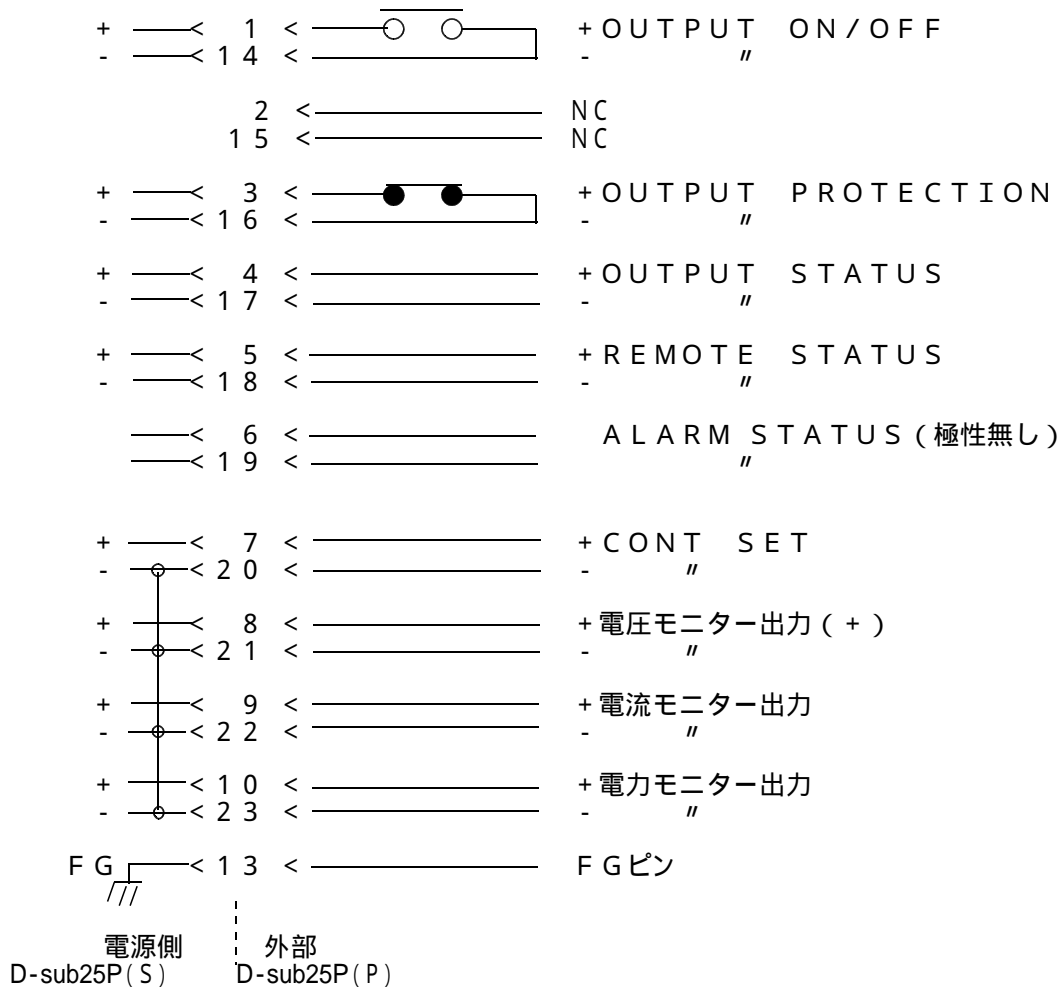 + < 1 < +OUTPUT ON/OFF
- < 14 < - 〃
2 < NC
15 < NC
+ < 3 < +OUTPUT PROTECTION
- < 16 < - 〃
+ < 4 < +OUTPUT STATUS
- < 17 < - 〃
+ < 5 < +REMOTE STATUS
- < 18 < - 〃
< 6 < ALARM STATUS(極性無し)
< 19 < 〃
+ < 7 < +CONT SET
- < 20 < - 〃
+ < 8 < +電圧モニター出力(+)
- < 21 < - 〃
+ < 9 < +電流モニター出力
- < 22 < - 〃
+ < 10 < +電力モニター出力
- < 23 < - 〃
FG < 13 < FGピン
電源側 外部
D-sub25P(S) D-sub25P(P)